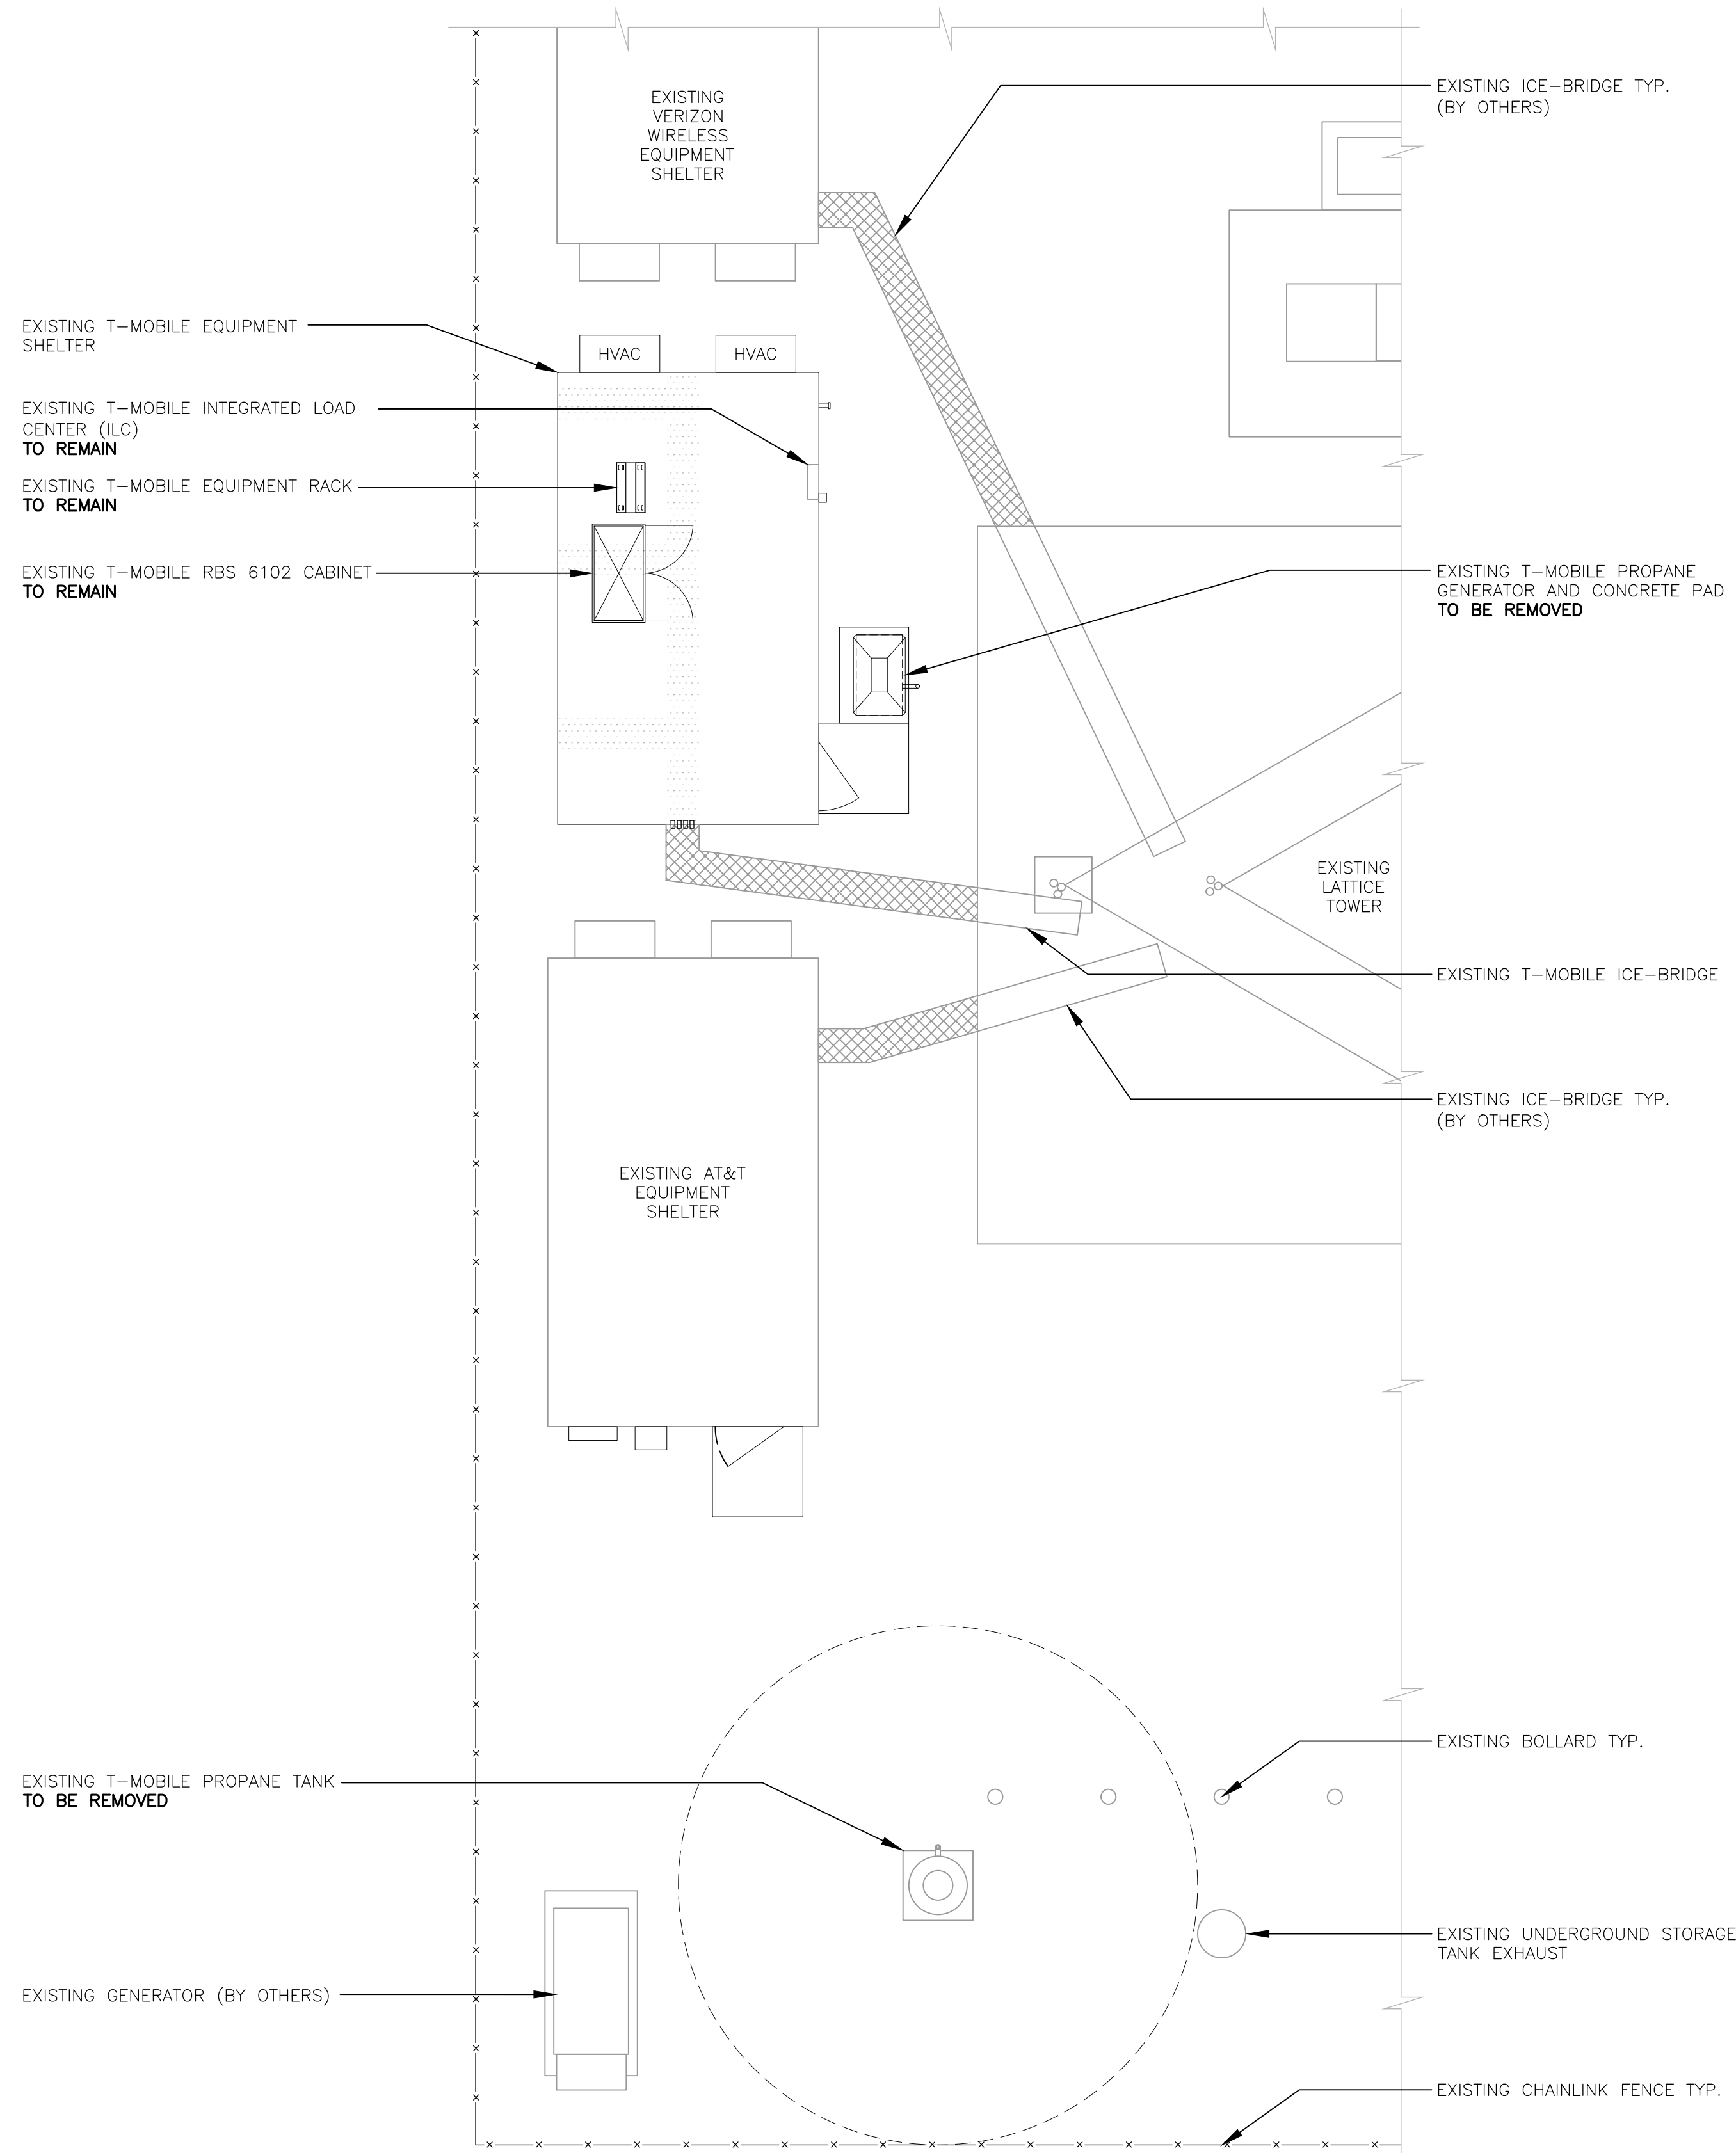 EXISTING ICE-BRIDGE TYP.
(BY OTHERS)
EXISTING
VERIZON
WIRELESS
EQUIPMENT
SHELTER
EXISTING T-MOBILE EQUIPMENT
SHELTER
HVAC
HVAC
EXISTING T-MOBILE INTEGRATED LOAD
CENTER (ILC)
TO REMAIN
EXISTING T-MOBILE EQUIPMENT RACK
TO REMAIN
EXISTING T-MOBILE RBS 6102 CABINET
TO REMAIN
EXISTING T-MOBILE PROPANE
GENERATOR AND CONCRETE PAD
TO BE REMOVED
EXISTING
LATTICE
TOWER
EXISTING T-MOBILE ICE-BRIDGE
EXISTING ICE-BRIDGE TYP.
(BY OTHERS)
EXISTING AT&T
EQUIPMENT
SHELTER
EXISTING BOLLARD TYP.
EXISTING T-MOBILE PROPANE TANK
TO BE REMOVED
EXISTING UNDERGROUND STORAGE
TANK EXHAUST
EXISTING GENERATOR (BY OTHERS)
EXISTING CHAINLINK FENCE TYP.